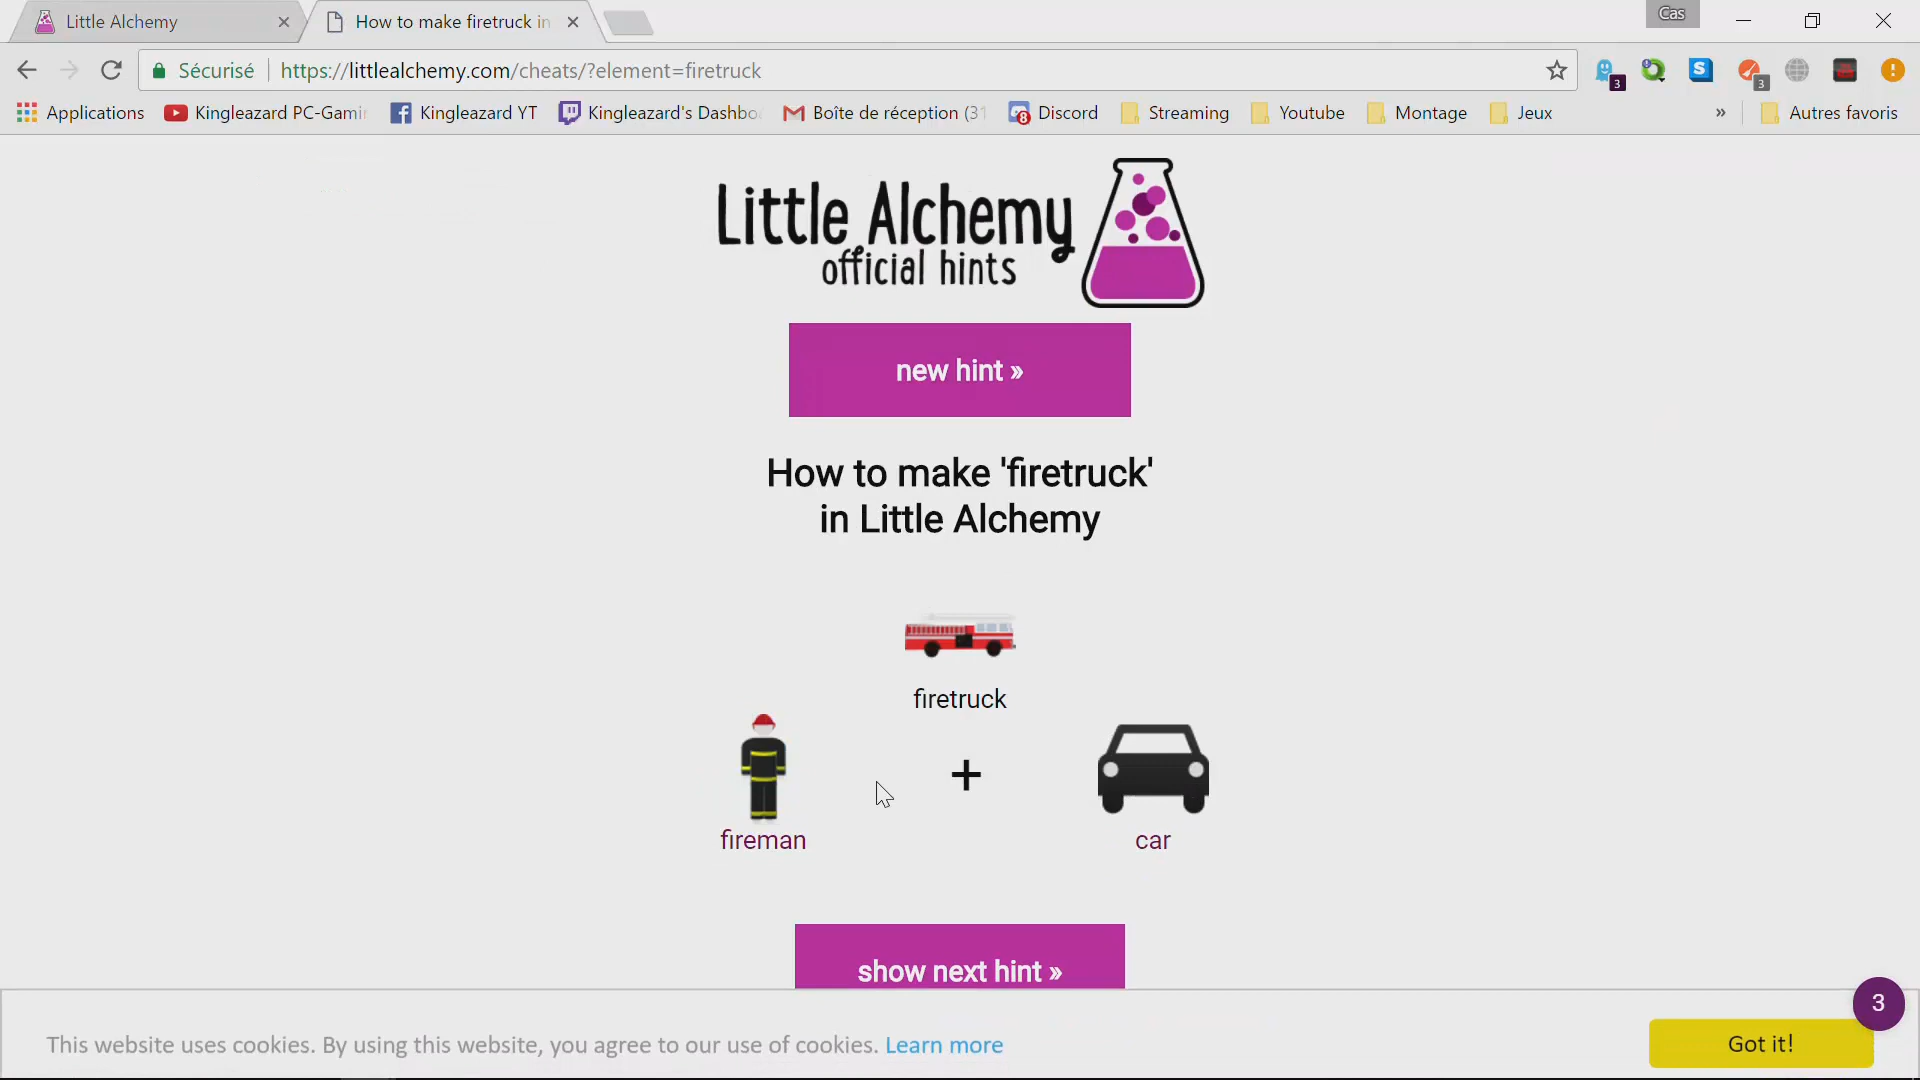 Little Alchemy
How to make firetruck in
Cas
Sécurisé
https://littlealchemy.com/cheats/?element=firetruck
3
S
3
Applications
Kingleazard PC-Gami
Kingleazard YT
Kingleazard's Dashbo
Boîte de réception (31
8
Discord
Streaming
Youtube
Montage
Jeux
»
Autres favoris
Little Alchemy
official hints
new hint »
How to make 'firetruck'
in Little Alchemy
firetruck
+
fireman
car
show next hint »
3
This website uses cookies. By using this website, you agree to our use of cookies. Learn more
Got it!